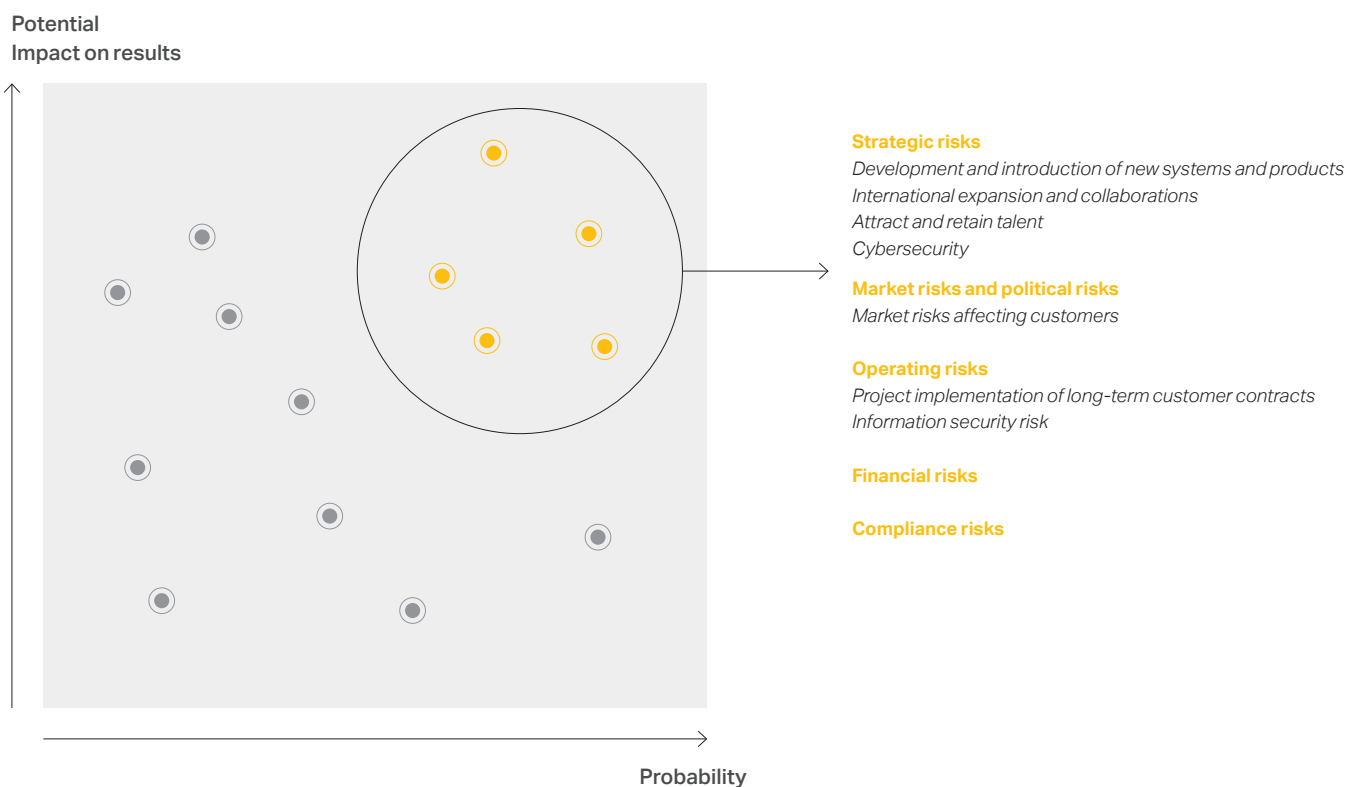 Potential
Impact on results
Strategic risks
Development and introduction of new systems and products
International expansion and collaborations
Attract and retain talent
Cybersecurity
Market risks and political risks
Market risks affecting customers
Operating risks
Project implementation of long-term customer contracts
Information security risk
Financial risks
Compliance risks
Probability